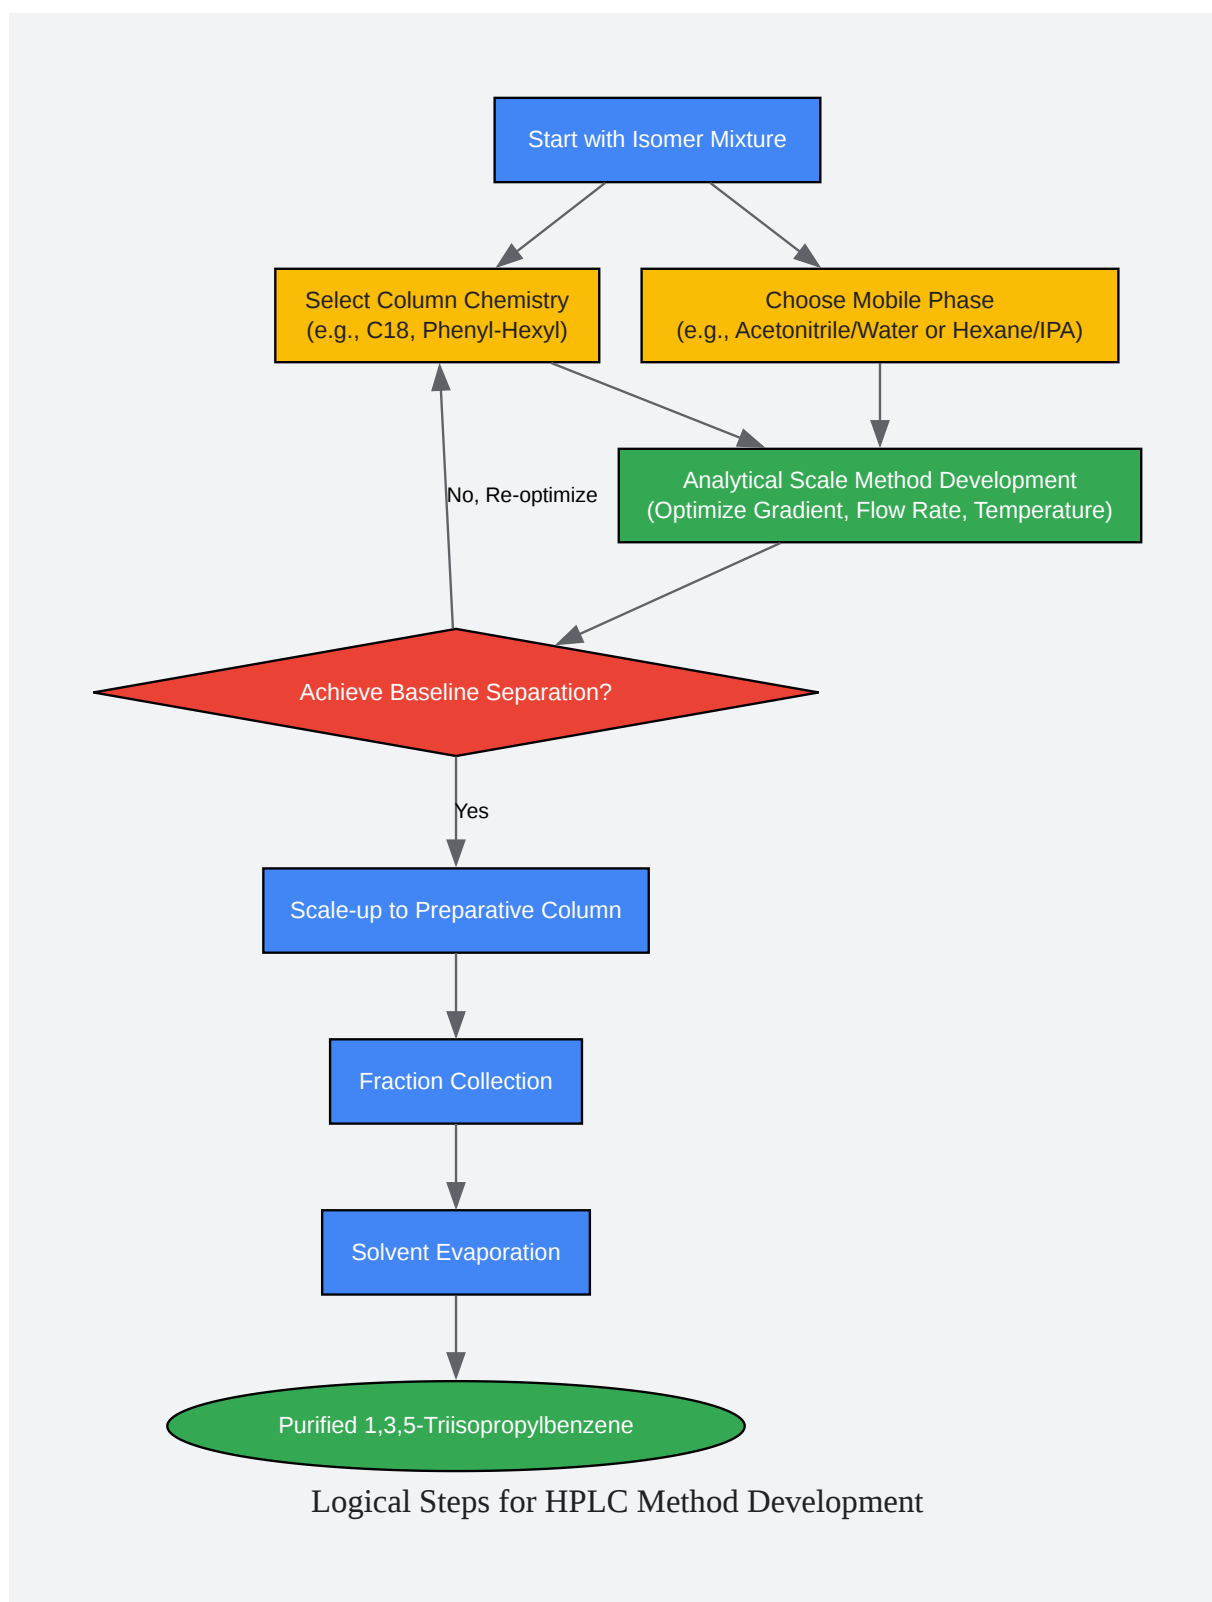 Start with Isomer Mixture
Select Column Chemistry
(e.g., C18, Phenyl-Hexyl)
Choose Mobile Phase
(e.g., Acetonitrile/Water or Hexane/IPA)
Analytical Scale Method Development
(Optimize Gradient, Flow Rate, Temperature)
No, Re-optimize
Achieve Baseline Separation?
Yes
Scale-up to Preparative Column
Fraction Collection
Solvent Evaporation
Purified 1,3,5-Triisopropylbenzene
Logical Steps for HPLC Method Development